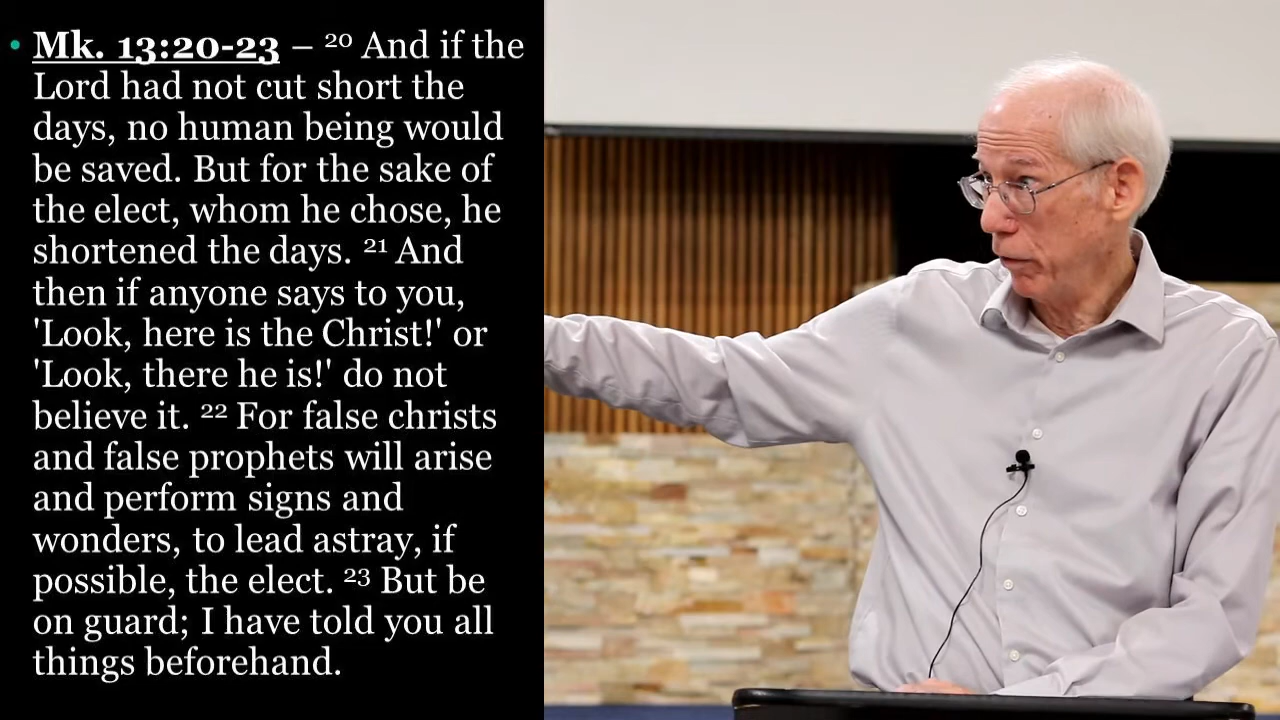 • Mk. 13:20-23 – ²⁰ And if the
Lord had not cut short the
days, no human being would
be saved. But for the sake of
the elect, whom he chose, he
shortened the days. ²¹ And
then if anyone says to you,
'Look, here is the Christ!' or
'Look, there he is!' do not
believe it. ²² For false christs
and false prophets will arise
and perform signs and
wonders, to lead astray, if
possible, the elect. ²³ But be
on guard; I have told you all
things beforehand.